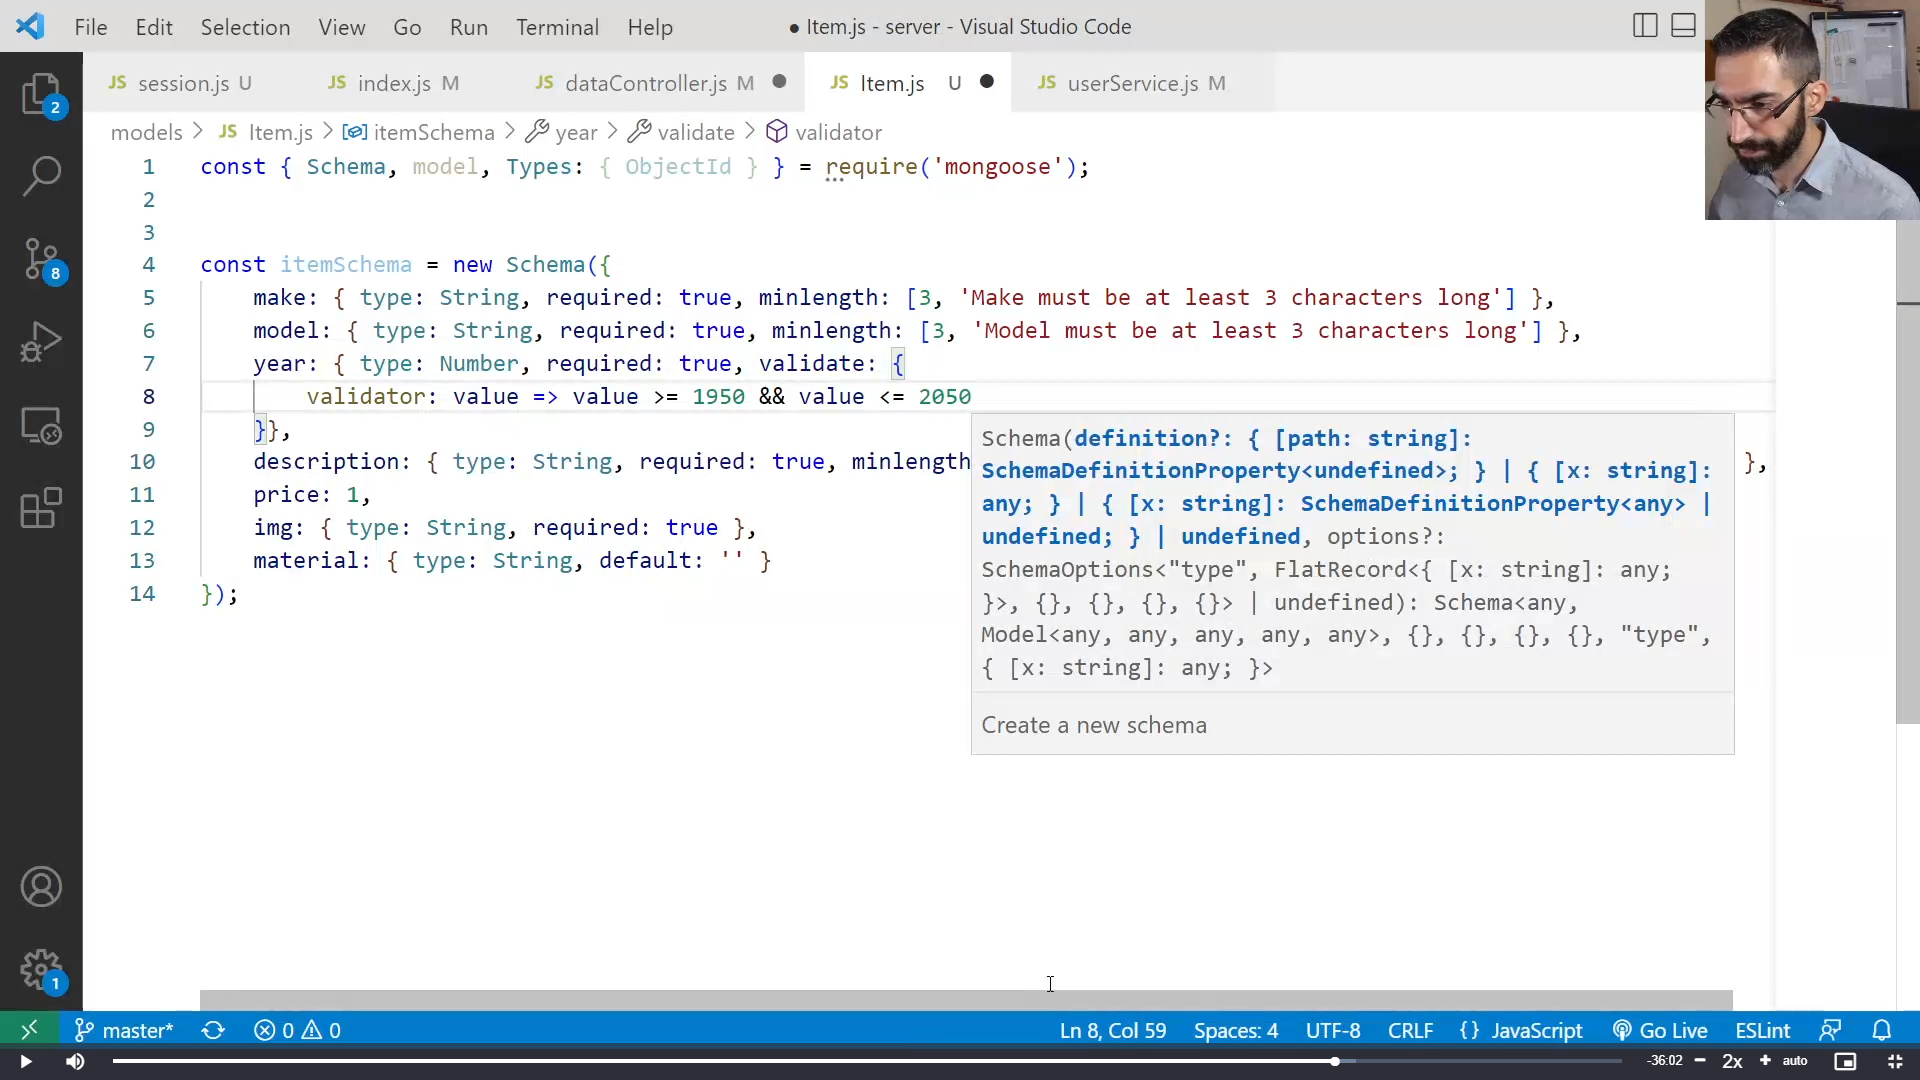 File Edit Selection View Go Run Terminal Help ● Item.js - server - Visual Studio Code
JS session.js U JS index.js M JS dataController.js M ● JS Item.js U ● JS userService.js M
models > JS Item.js > itemSchema > year > validate > validator
1 const { Schema, model, Types: { ObjectId } } = require('mongoose');
2
3
4 const itemSchema = new Schema({
5 make: { type: String, required: true, minlength: [3, 'Make must be at least 3 characters long'] },
6 model: { type: String, required: true, minlength: [3, 'Model must be at least 3 characters long'] },
7 year: { type: Number, required: true, validate: {
8 validator: value => value >= 1950 && value <= 2050
9 }},
10 description: { type: String, required: true, minlength },
11 price: 1,
12 img: { type: String, required: true },
13 material: { type: String, default: '' }
14 });
Schema(definition?: { [path: string]:
SchemaDefinitionProperty<undefined>; } | { [x: string]:
any; } | { [x: string]: SchemaDefinitionProperty<any> |
undefined; } | undefined, options?:
SchemaOptions<"type", FlatRecord<{ [x: string]: any;
}>, {}, {}, {}, {}> | undefined): Schema<any,
Model<any, any, any, any, any>, {}, {}, {}, {}, "type",
{ [x: string]: any; }>
Create a new schema
2
8
1
master* 0 0 Ln 8, Col 59 Spaces: 4 UTF-8 CRLF {} JavaScript Go Live ESLint
-36:02 − 2x + auto